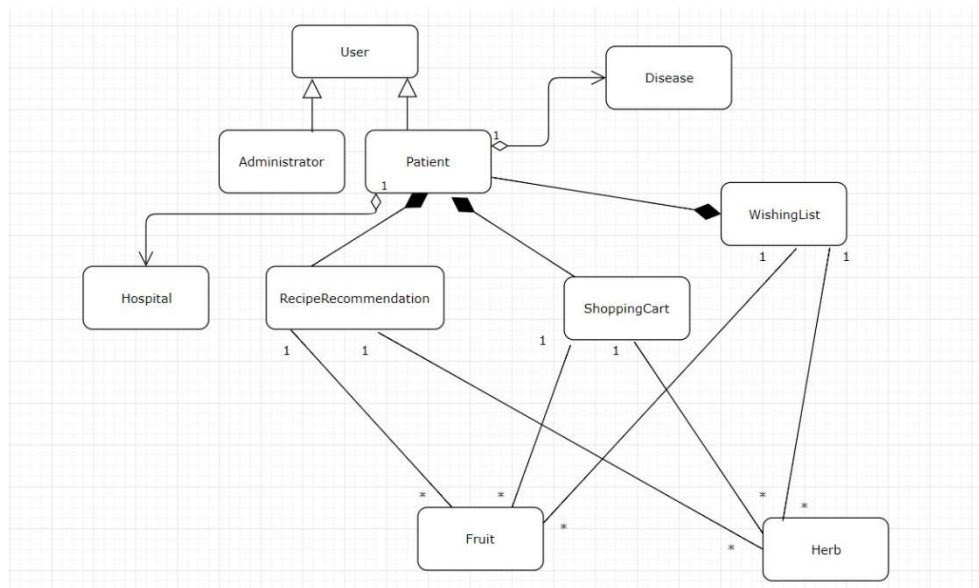 User
Disease
1
Administrator
Patient
1
WishingList
1
1
Hospital
RecipeRecommendation
ShoppingCart
1
1
1
1
*
*
*
*
*
*
Fruit
Herb